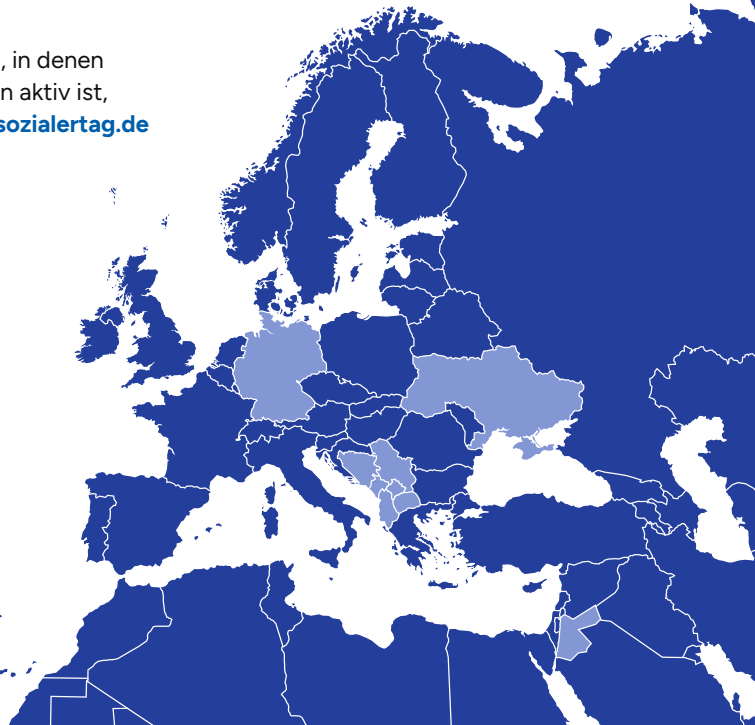 , in denen
n aktiv ist,
sozialertag.de